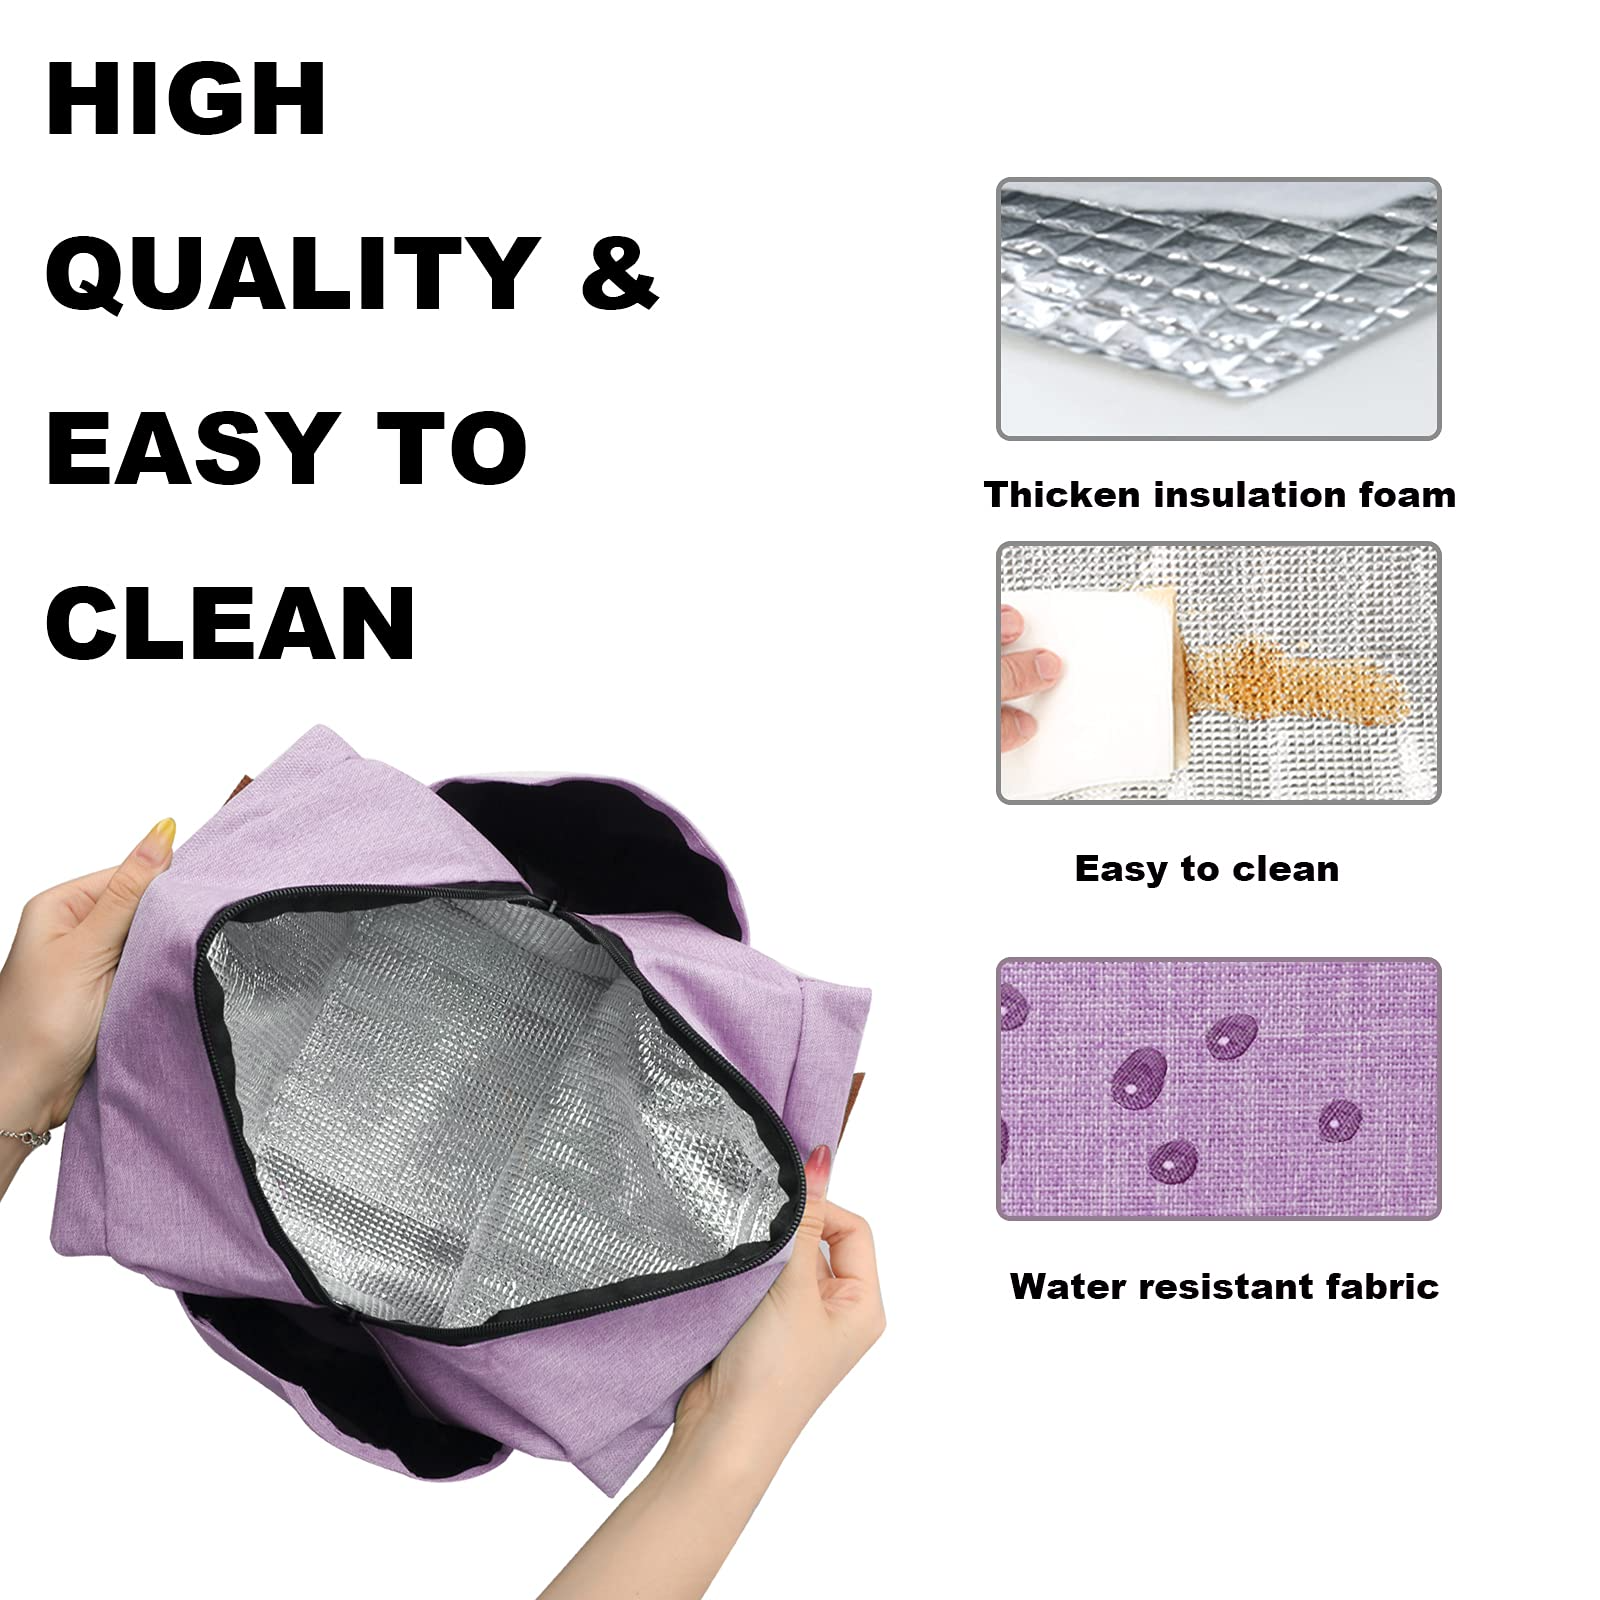 HIGH
QUALITY &
EASY TO
CLEAN
Thicken insulation foam
Easy to clean
Water resistant fabric